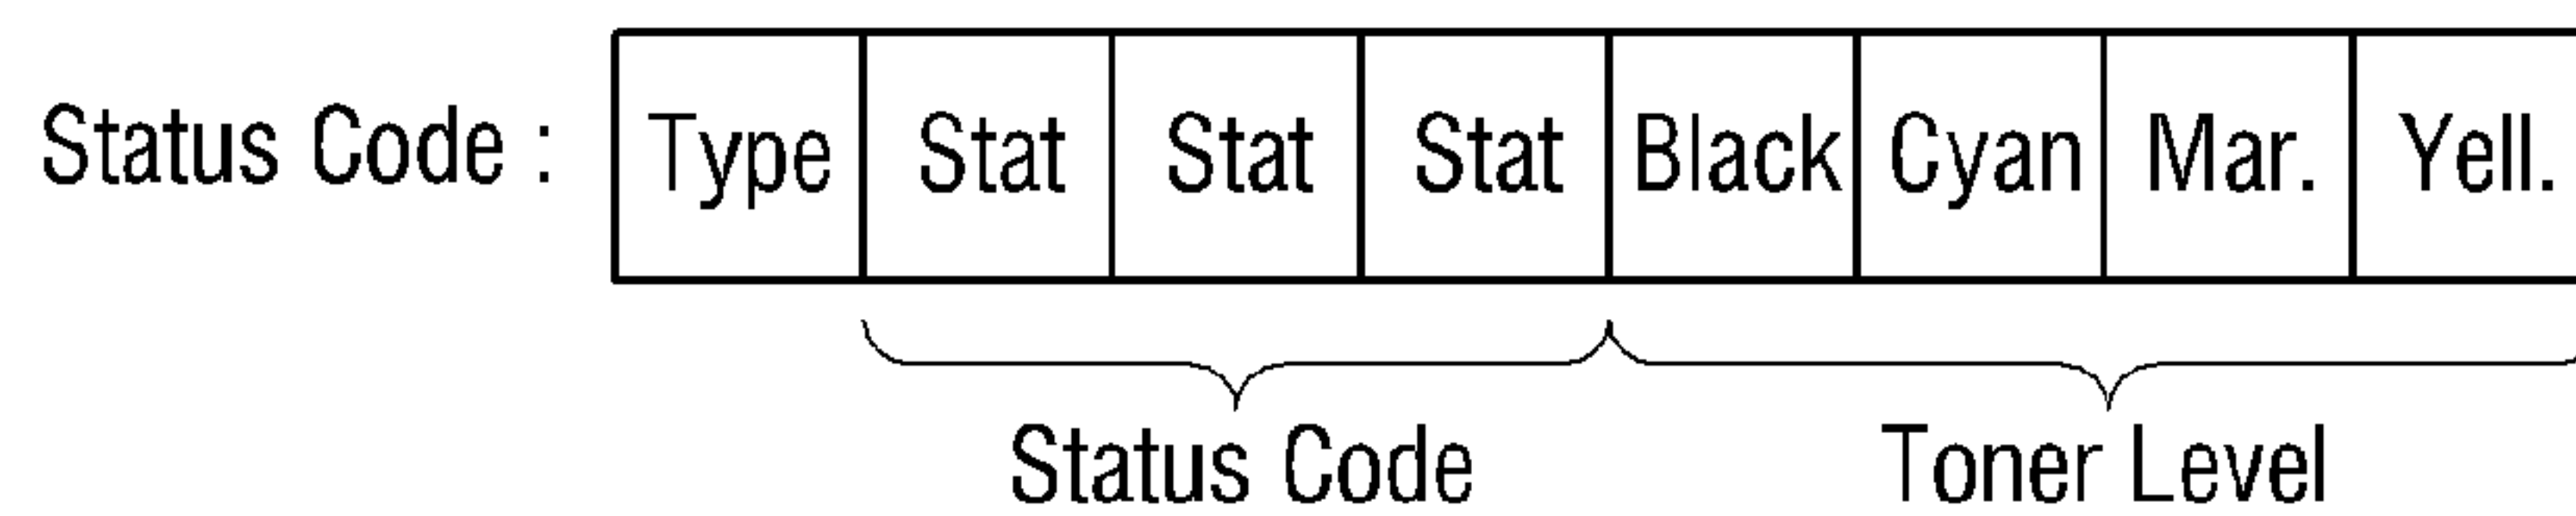 Status Code : Type Stat Stat Stat Black Cyan Mar. Yell.
Status Code Toner Level